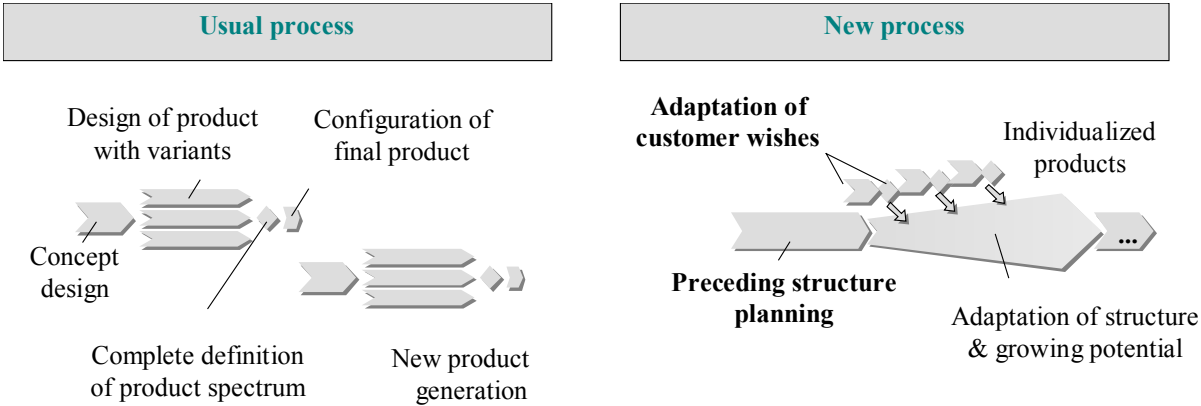 Usual process
Design of product
with variants
Configuration of
final product
Concept
design
Complete definition
of product spectrum
New product
generation
New process
Adaptation of
customer wishes
Individualized
products
...
Preceding structure
planning
Adaptation of structure
& growing potential